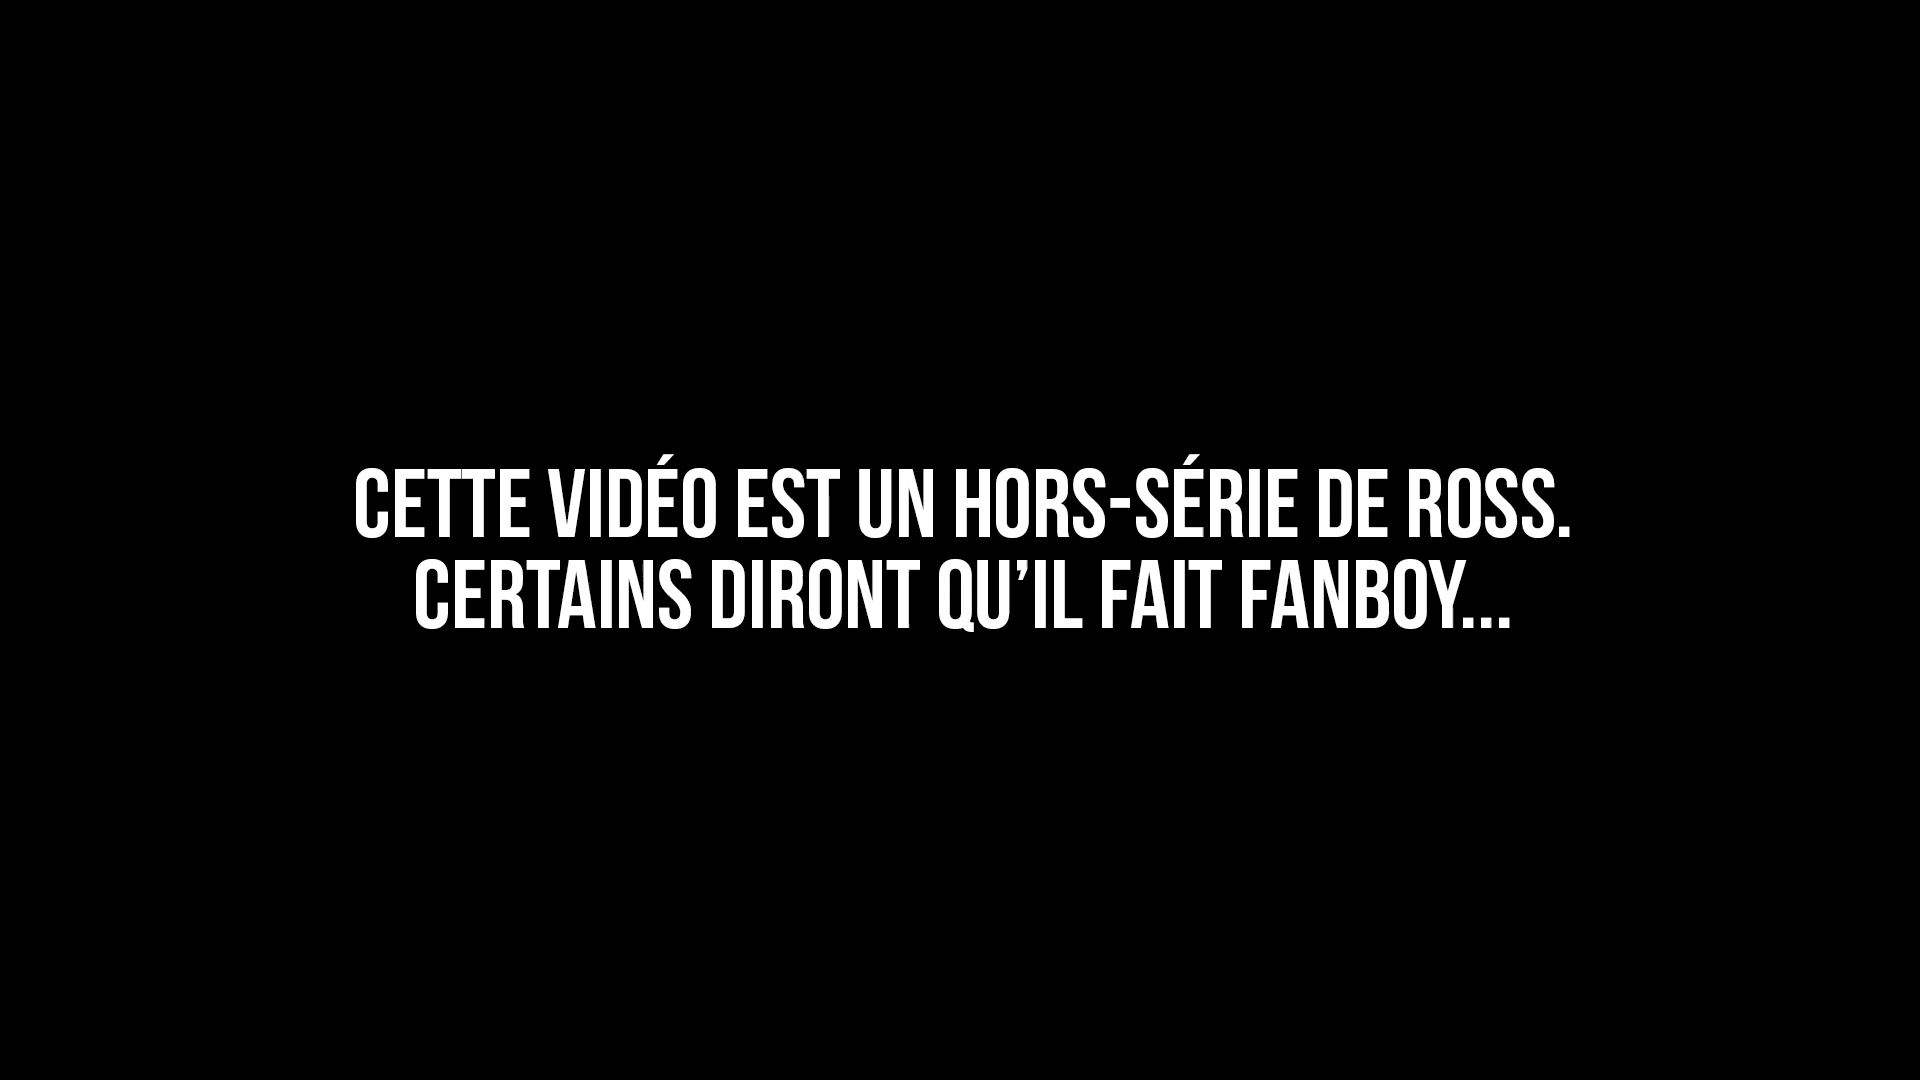 CETTE VIDÉO EST UN HORS-SÉRIE DE ROSS.
CERTAINS DIRONT QU’IL FAIT FANBOY...